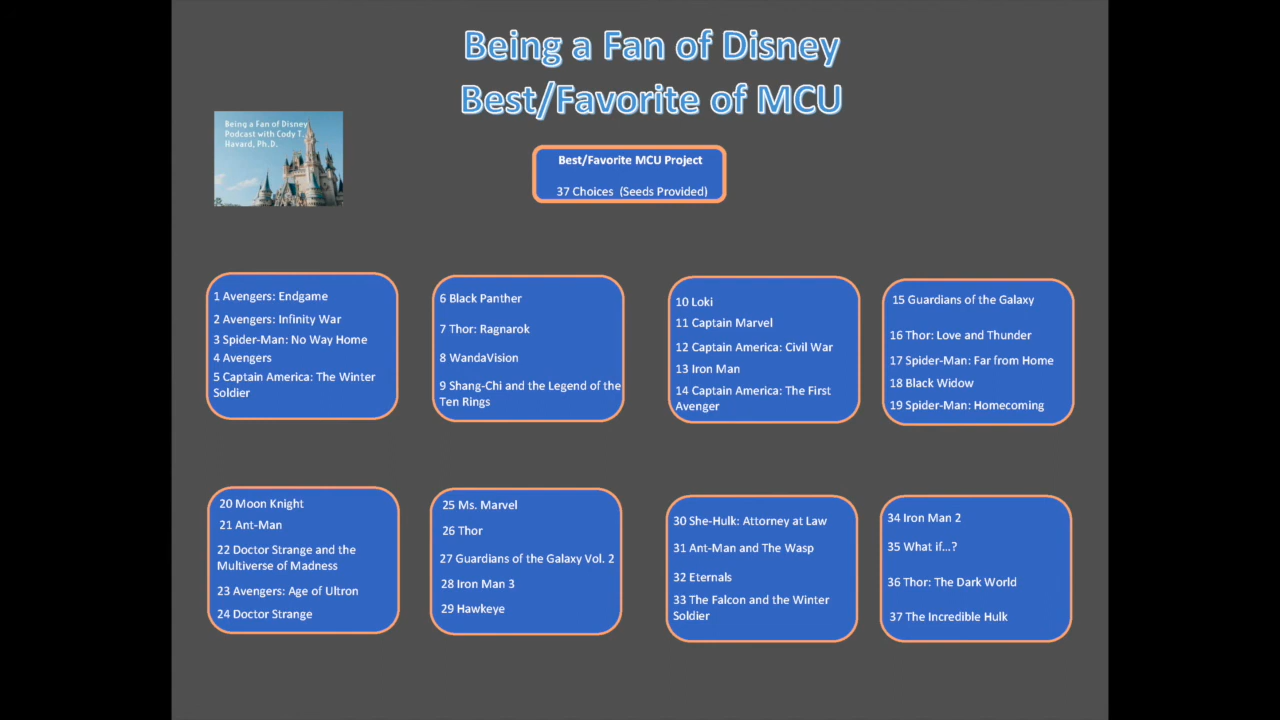 Being a Fan of Disney
Best/Favorite of MCU
Being a Fan of Disney
Podcast with Cody T.
Havard, Ph.D.
Best/Favorite MCU Project
37 Choices (Seeds Provided)
1 Avengers: Endgame
2 Avengers: Infinity War
3 Spider-Man: No Way Home
4 Avengers
5 Captain America: The Winter
Soldier
6 Black Panther
7 Thor: Ragnarok
8 WandaVision
9 Shang-Chi and the Legend of the
Ten Rings
10 Loki
11 Captain Marvel
12 Captain America: Civil War
13 Iron Man
14 Captain America: The First
Avenger
15 Guardians of the Galaxy
16 Thor: Love and Thunder
17 Spider-Man: Far from Home
18 Black Widow
19 Spider-Man: Homecoming
20 Moon Knight
21 Ant-Man
22 Doctor Strange and the
Multiverse of Madness
23 Avengers: Age of Ultron
24 Doctor Strange
25 Ms. Marvel
26 Thor
27 Guardians of the Galaxy Vol. 2
28 Iron Man 3
29 Hawkeye
30 She-Hulk: Attorney at Law
31 Ant-Man and The Wasp
32 Eternals
33 The Falcon and the Winter
Soldier
34 Iron Man 2
35 What if...?
36 Thor: The Dark World
37 The Incredible Hulk